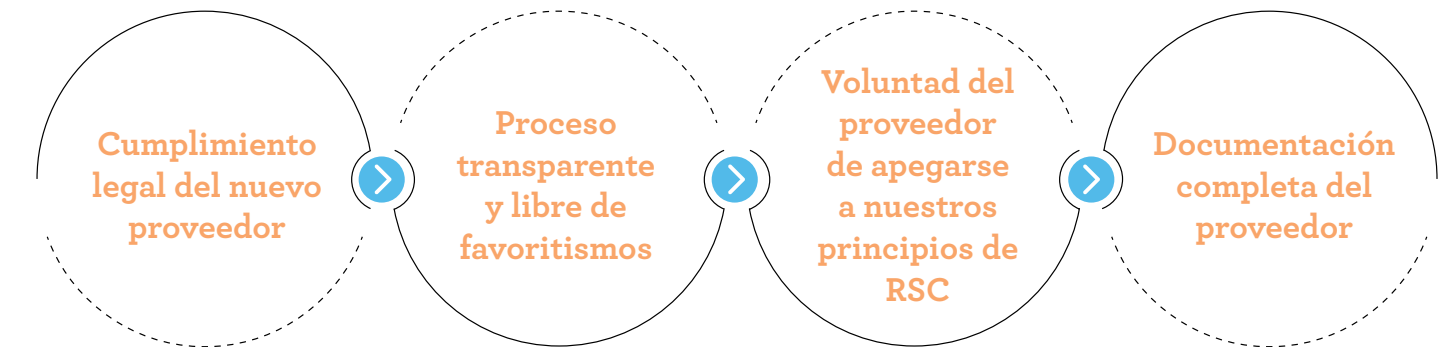 Cumplimiento
legal del nuevo
proveedor
Proceso
transparente
y libre de
favoritismos
Voluntad del
proveedor
de apegarse
a nuestros
principios de
RSC
Documentación
completa del
proveedor